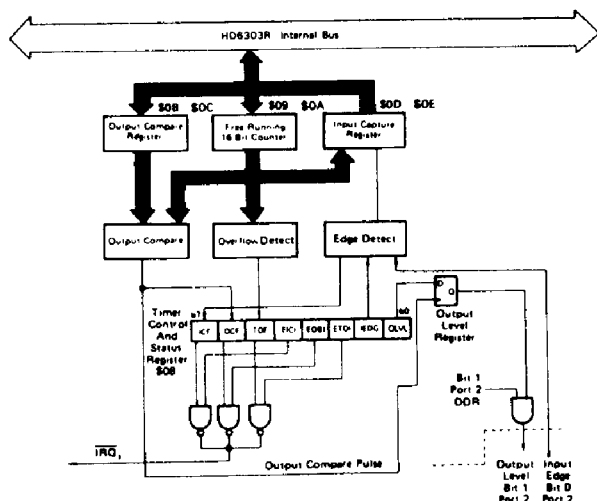 HD6303R Internal Bus
$0B $0C
$09 $0A
$0D $0E
Output Compare Register
Free Running 16 Bit Counter
Input Capture Register
Output Compare
Overflow Detect
Edge Detect
Timer Control And Status Register $08
ICF OCF TOF EICI EOBI ETOI IEDG OLVL
D
Q
Output Level Register
Bit 1 Port 2 DDR
IRQ
Output Compare Pulse
Output Level Bit 1 Port 2
Input Edge Bit 0 Port 2